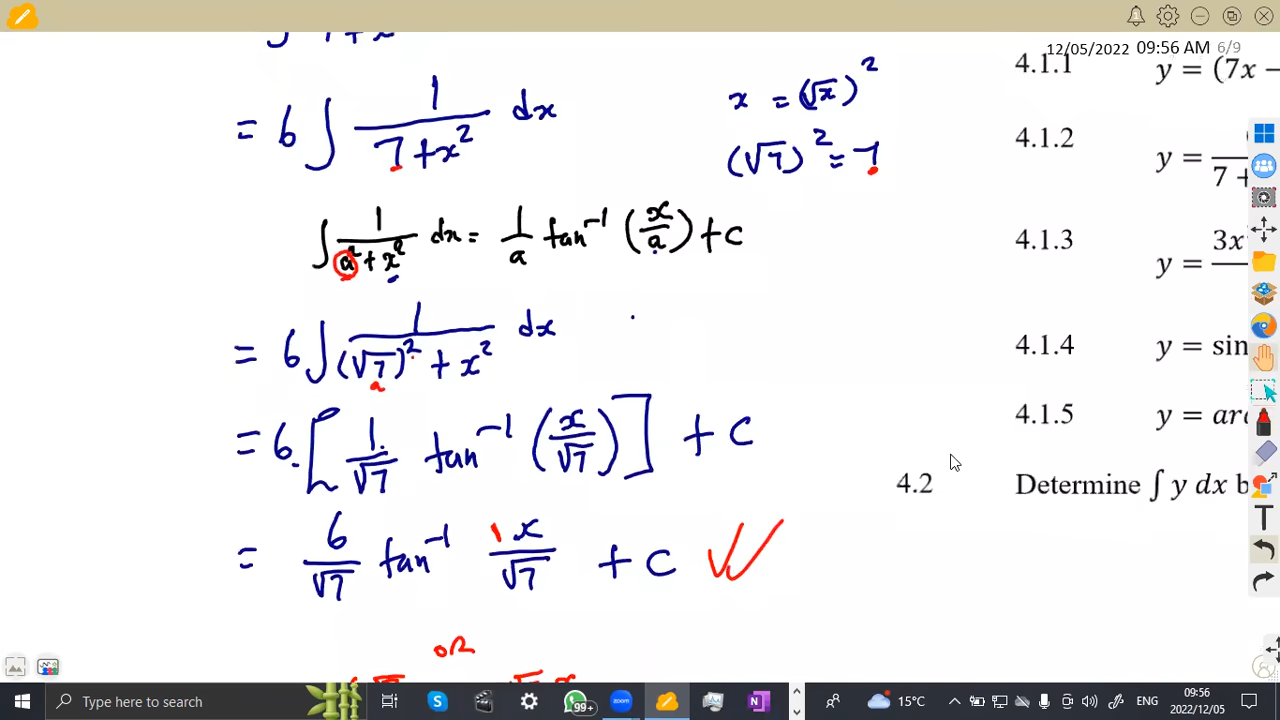 12/05/2022 09:56 AM 6/9
= 6 ∫ 1/(7 + x²) dx
x = (√x)²
(√7)² = 7
∫ 1/(a² + x²) dx = 1/a tan⁻¹ (x/a) + c
= 6 ∫ 1/((√7)² + x²) dx
a
= 6. [1/√7 tan⁻¹ (x/√7)] + c
= 6/√7 tan⁻¹ x/√7 + c
OR
4.1.1 y = (7x −
4.1.2 y =
7 +
4.1.3 y = 3x
4.1.4 y = sin
4.1.5 y = arc
4.2 Determine ∫ y dx b
T
Type here to search
99+
zoom
N
15°C
ENG
09:56
2022/12/05